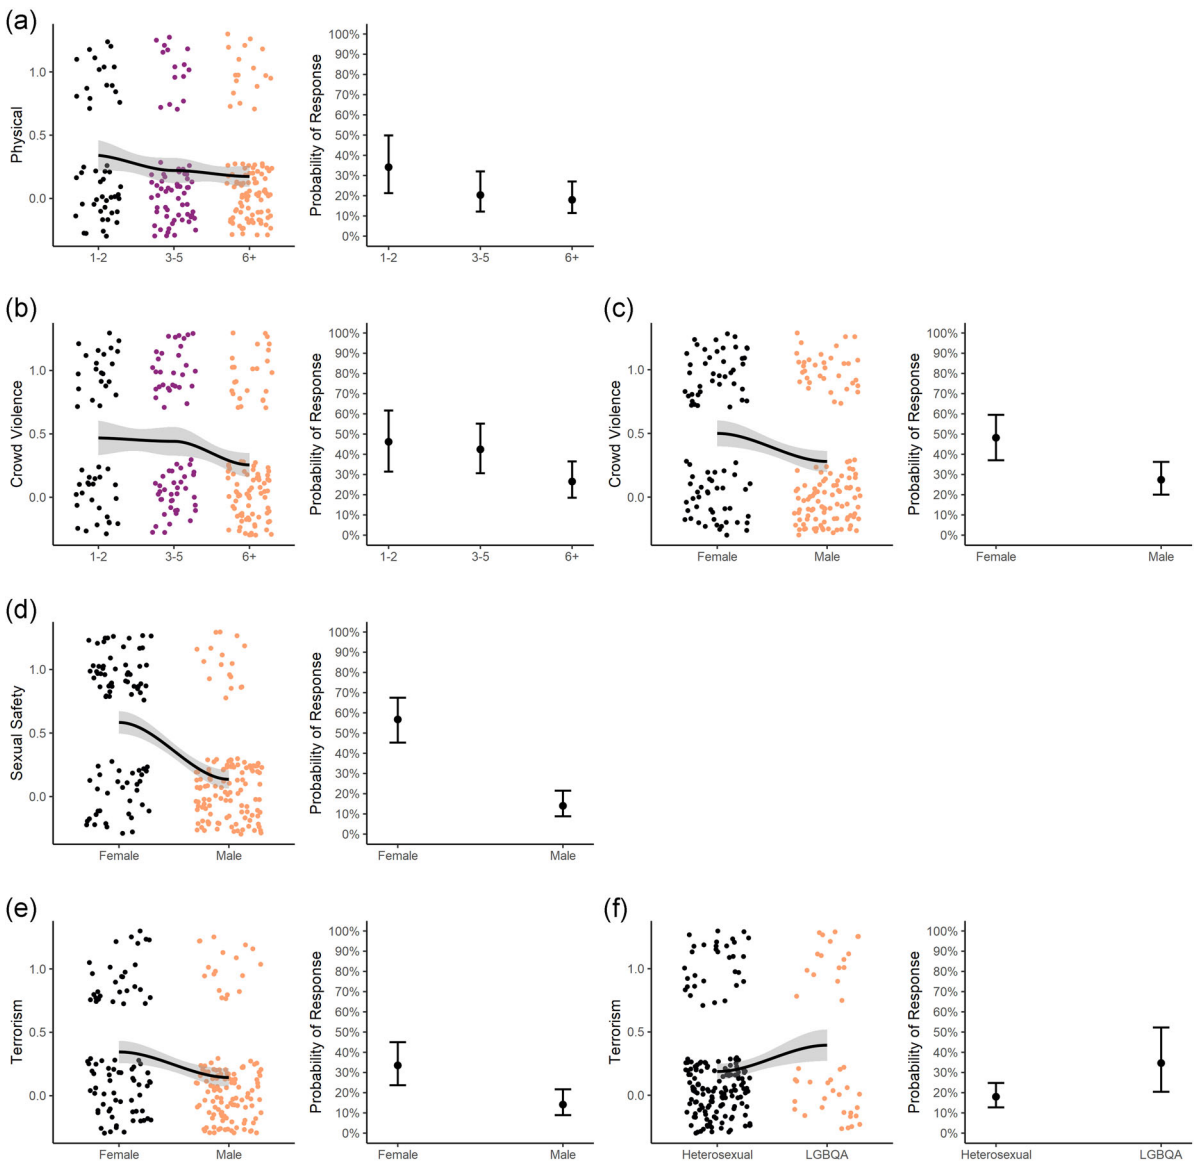 (a)
Physical
1.0
0.5
0.0
1-2 3-5 6+
Probability of Response
100%
90%
80%
70%
60%
50%
40%
30%
20%
10%
0%
1-2 3-5 6+
(b)
Crowd Violence
1.0
0.5
0.0
1-2 3-5 6+
Probability of Response
100%
90%
80%
70%
60%
50%
40%
30%
20%
10%
0%
1-2 3-5 6+
(c)
Crowd Violence
1.0
0.5
0.0
Female Male
Probability of Response
100%
90%
80%
70%
60%
50%
40%
30%
20%
10%
0%
Female Male
(d)
Sexual Safety
1.0
0.5
0.0
Female Male
Probability of Response
100%
90%
80%
70%
60%
50%
40%
30%
20%
10%
0%
Female Male
(e)
Terrorism
1.0
0.5
0.0
Female Male
Probability of Response
100%
90%
80%
70%
60%
50%
40%
30%
20%
10%
0%
Female Male
(f)
Terrorism
1.0
0.5
0.0
Heterosexual LGBQA
Probability of Response
100%
90%
80%
70%
60%
50%
40%
30%
20%
10%
0%
Heterosexual LGBQA